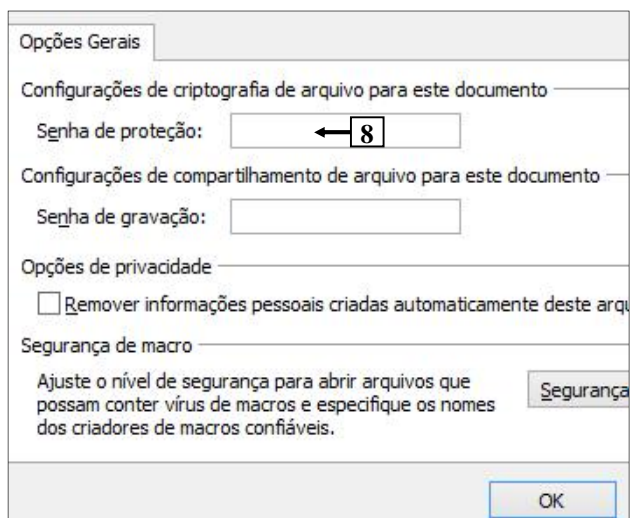 Opções Gerais
Configurações de criptografia de arquivo para este documento
Senha de proteção:
8
Configurações de compartilhamento de arquivo para este documento
Senha de gravação:
Opções de privacidade
Remover informações pessoais criadas automaticamente deste arqu
Segurança de macro
Ajuste o nível de segurança para abrir arquivos que
possam conter vírus de macros e especifique os nomes
dos criadores de macros confiáveis.
Segurança
OK